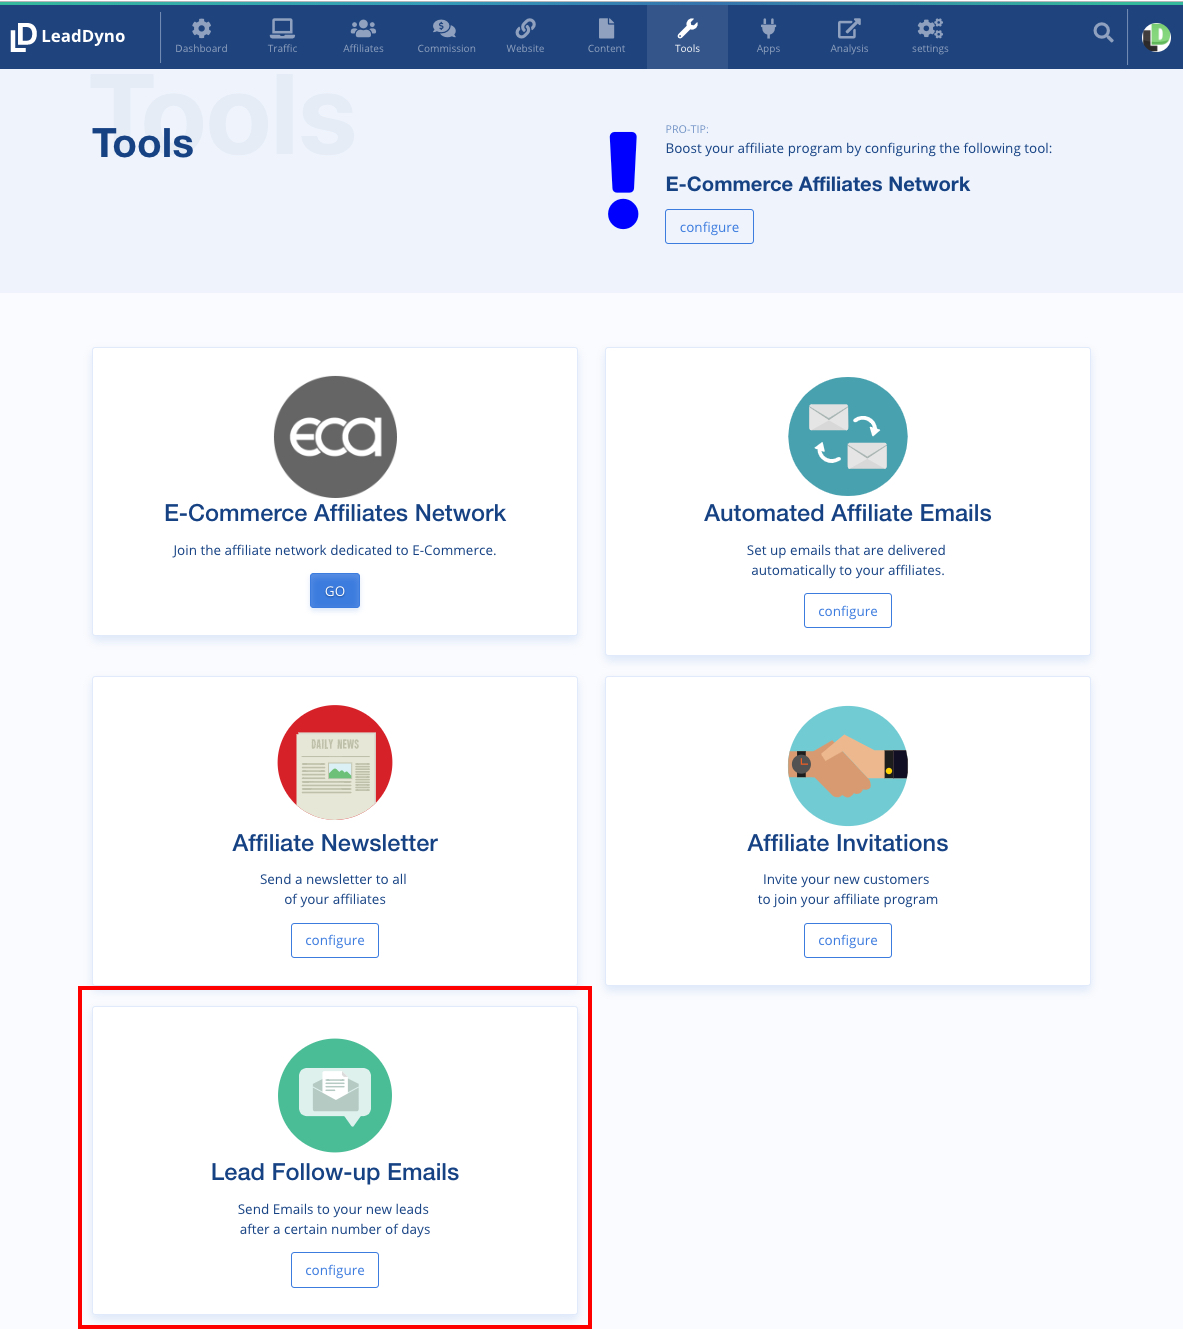 LeadDyno
Dashboard
Traffic
Affiliates
Commission
Website
Content
Tools
Apps
Analysis
settings
Tools
Tools
PRO-TIP:
Boost your affiliate program by configuring the following tool:
E-Commerce Affiliates Network
configure
eca
E-Commerce Affiliates Network
Join the affiliate network dedicated to E-Commerce.
GO
Automated Affiliate Emails
Set up emails that are delivered
automatically to your affiliates.
configure
DAILY NEWS
Affiliate Newsletter
Send a newsletter to all
of your affiliates
configure
Affiliate Invitations
Invite your new customers
to join your affiliate program
configure
Lead Follow-up Emails
Send Emails to your new leads
after a certain number of days
configure